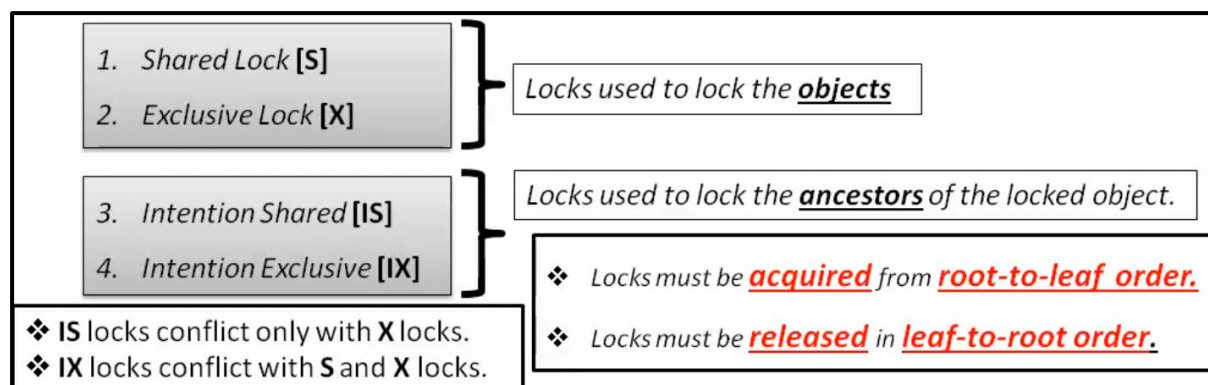 1. Shared Lock [S]
2. Exclusive Lock [X]
Locks used to lock the objects
3. Intention Shared [IS]
4. Intention Exclusive [IX]
Locks used to lock the ancestors of the locked object.
❖ Locks must be acquired from root-to-leaf order.
❖ Locks must be released in leaf-to-root order.
❖ IS locks conflict only with X locks.
❖ IX locks conflict with S and X locks.